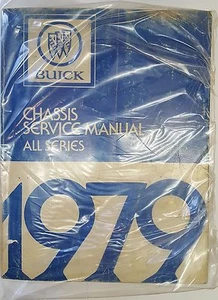 BUICK
CHASSIS
SERVICE MANUAL
ALL SERIES
1979